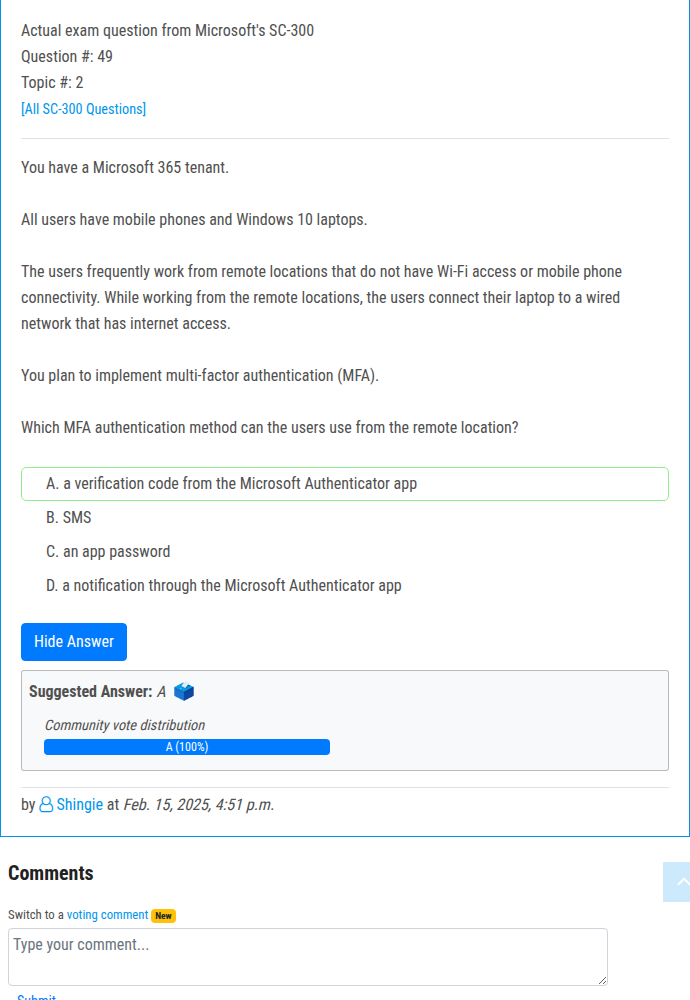 Actual exam question from Microsoft's SC-300
Question #: 49
Topic #: 2
[All SC-300 Questions]
You have a Microsoft 365 tenant.
All users have mobile phones and Windows 10 laptops.
The users frequently work from remote locations that do not have Wi-Fi access or mobile phone
connectivity. While working from the remote locations, the users connect their laptop to a wired
network that has internet access.
You plan to implement multi-factor authentication (MFA).
Which MFA authentication method can the users use from the remote location?
A. a verification code from the Microsoft Authenticator app
B. SMS
C. an app password
D. a notification through the Microsoft Authenticator app
Hide Answer
Suggested Answer: A
Community vote distribution
A (100%)
by Shingie at Feb. 15, 2025, 4:51 p.m.
Comments
Switch to a voting comment New
Type your comment...
Submit